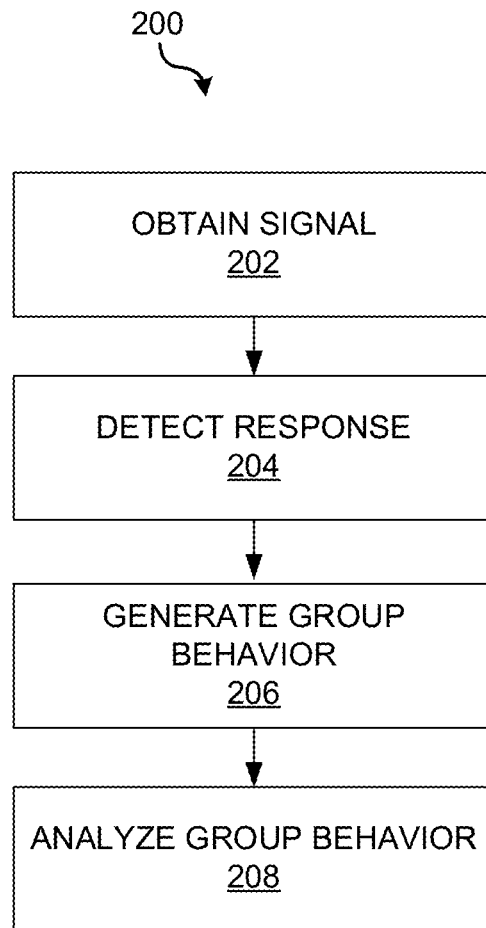 200
OBTAIN SIGNAL
202
DETECT RESPONSE
204
GENERATE GROUP
BEHAVIOR
206
ANALYZE GROUP BEHAVIOR
208